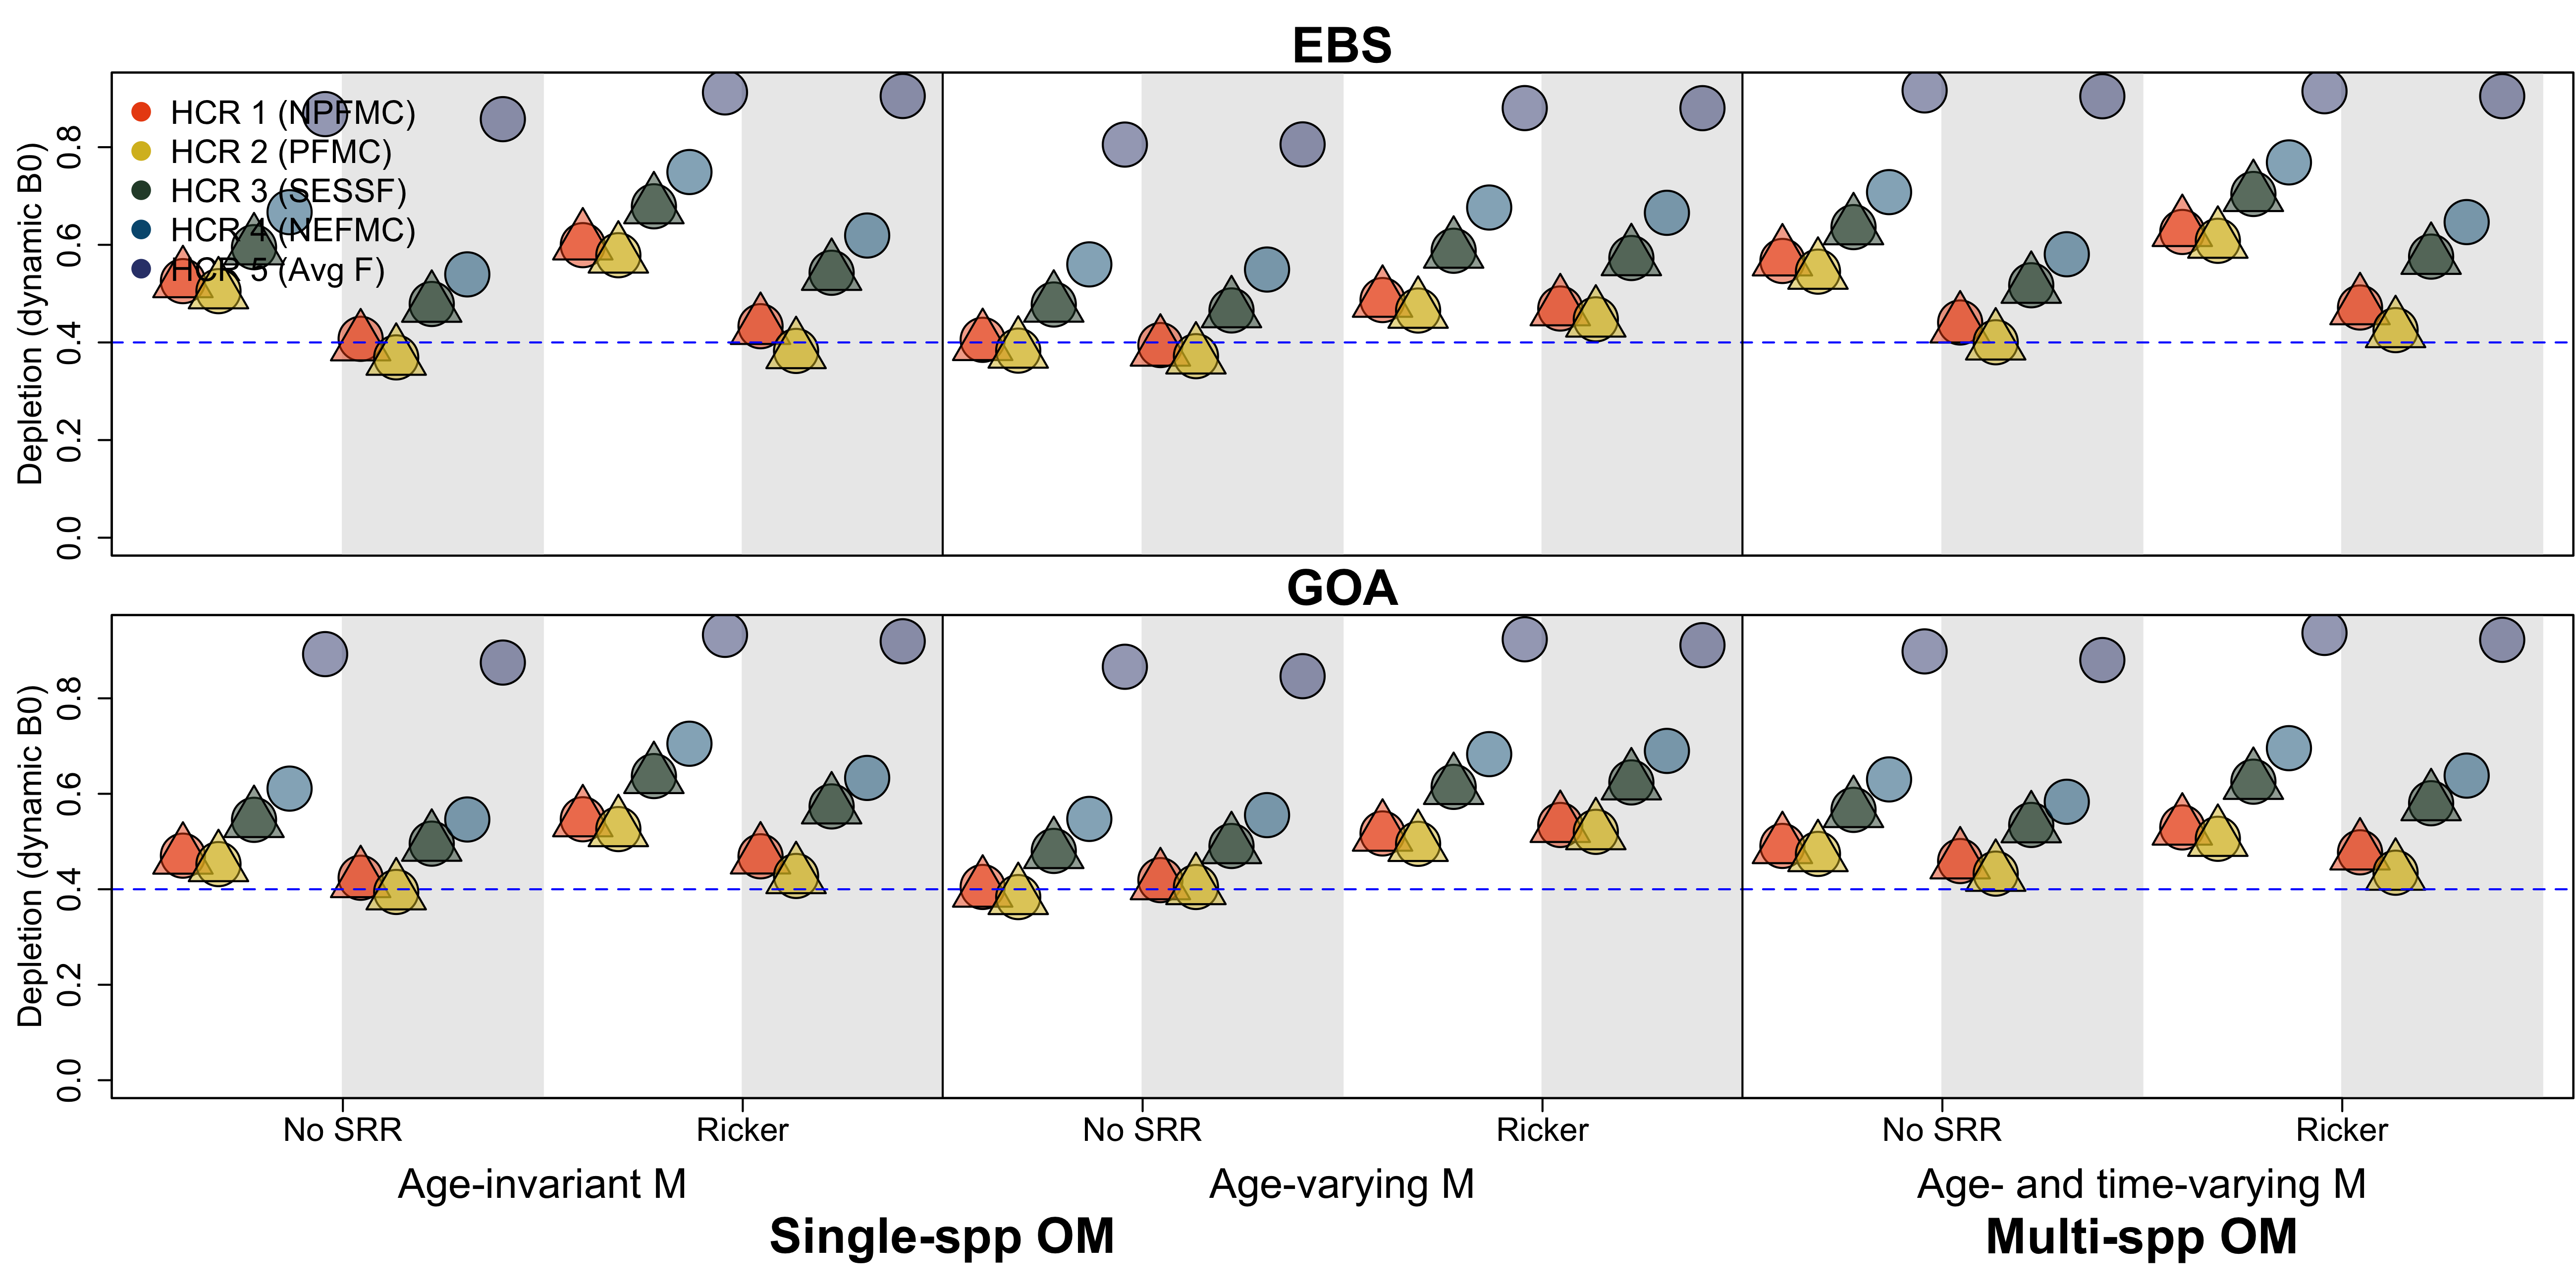 EBS
Depletion (dynamic B0)
0.8
0.6
0.4
0.2
0.0
HCR 1 (NPFMC)
HCR 2 (PFMC)
HCR 3 (SESSF)
HCR 4 (NEFMC)
HCR 5 (Avg F)
GOA
Depletion (dynamic B0)
0.8
0.6
0.4
0.2
0.0
No SRR Ricker No SRR Ricker No SRR Ricker
Age-invariant M Age-varying M Age- and time-varying M
Single-spp OM Multi-spp OM